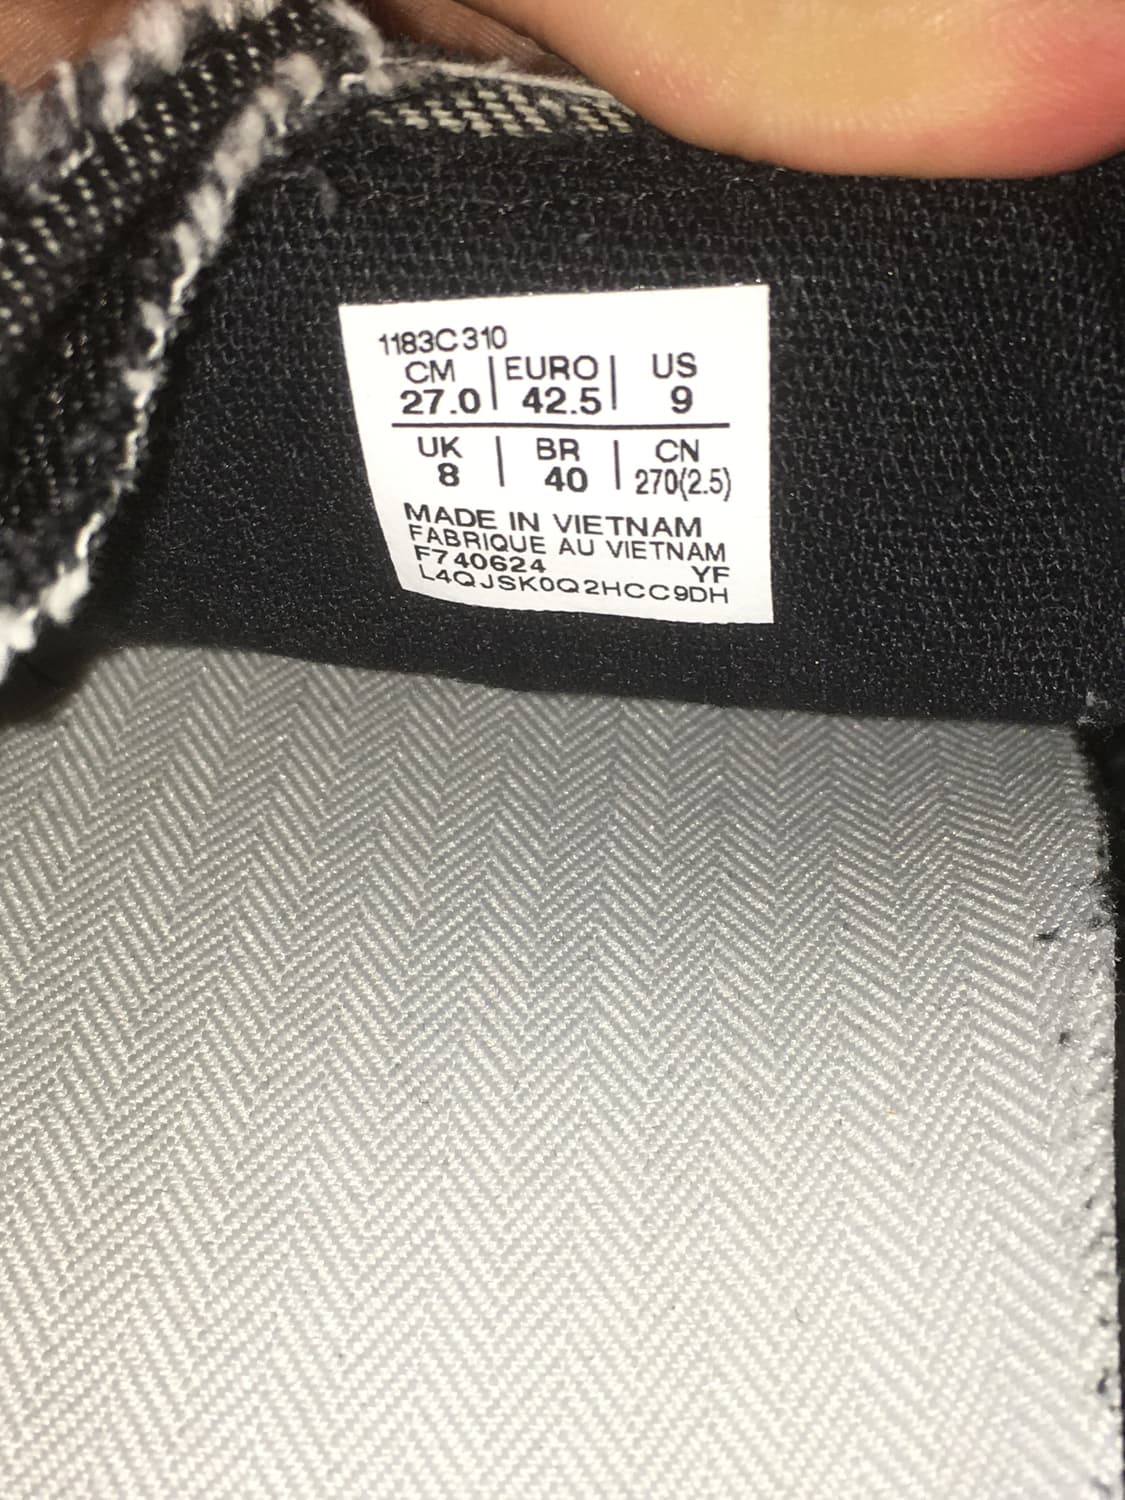 1183C310
CM | EURO | US
27.0 | 42.5 | 9
UK | BR | CN
8 | 40 | 270(2.5)
MADE IN VIETNAM
FABRIQUE AU VIETNAM
F740624 YF
L4QJSK0Q2HCC9DH